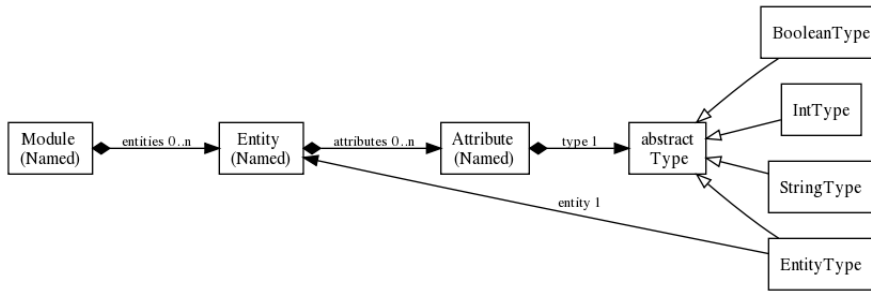 BooleanType
IntType
Module
(Named)
entities 0..n
Entity
(Named)
attributes 0..n
Attribute
(Named)
type 1
abstract
Type
StringType
entity 1
EntityType